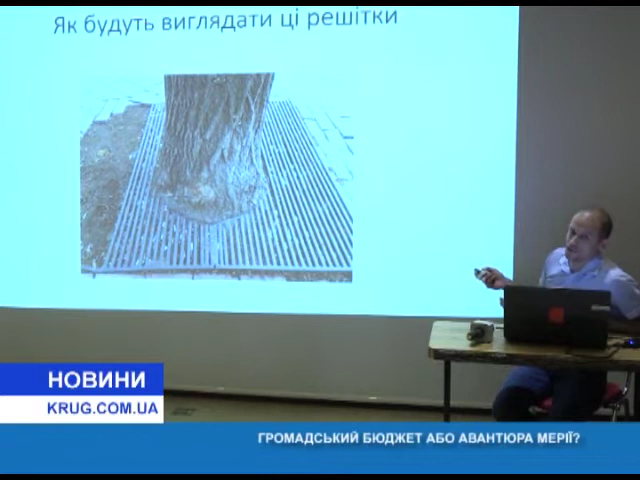 Як будуть виглядати ці решітки
НОВИНИ
KRUG.COM.UA
ГРОМАДСЬКИЙ БЮДЖЕТ АБО АВАНТЮРА МЕРІЇ?